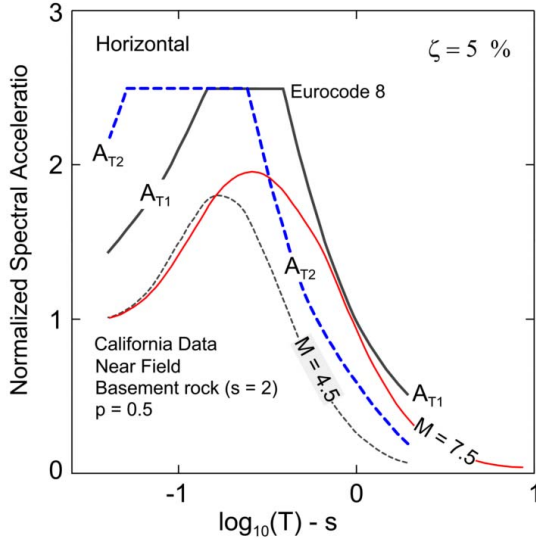 Normalized Spectral Acceleratio
3
2
1
0
Horizontal
ζ = 5 %
Eurocode 8
A_T2
A_T1
A_T2
California Data
Near Field
Basement rock (s = 2)
p = 0.5
M = 4.5
A_T1
M = 7.5
-1
0
1
log₁₀(T) - s